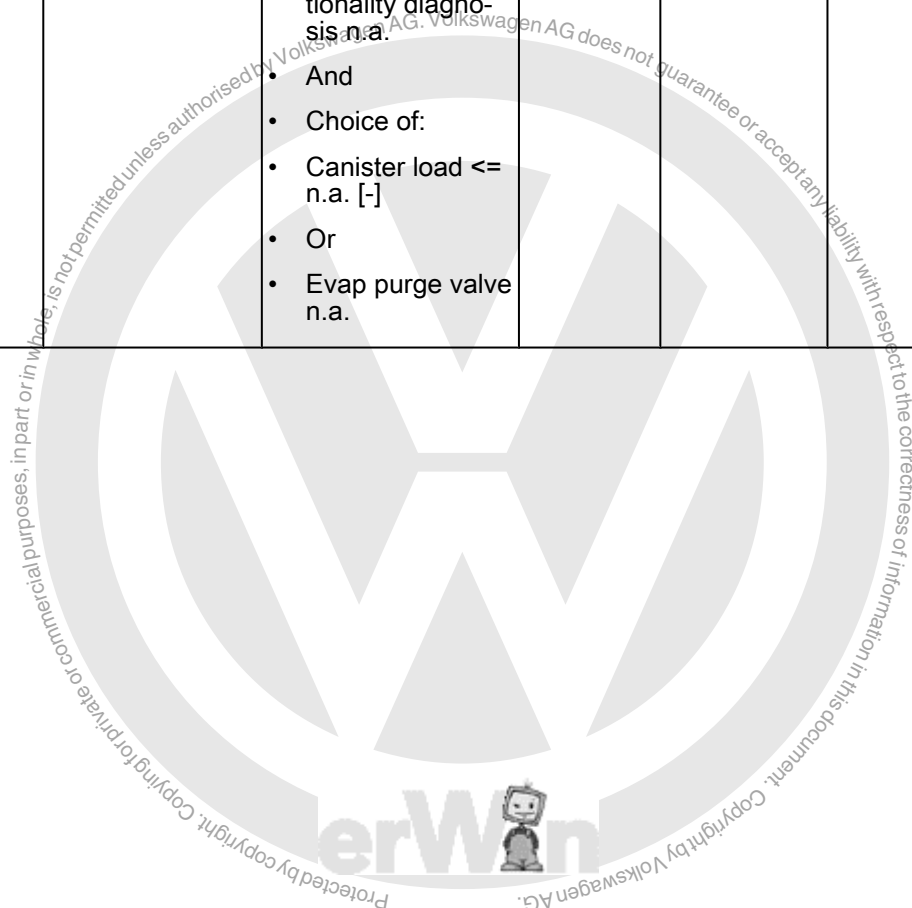 tionality diagno-
sis n.a.
• And
• Choice of:
• Canister load <=
n.a. [-]
• Or
• Evap purge valve
n.a.
Protected by copyright. Copying for private or commercial purposes, in part or in whole, is not permitted unless authorised by Volkswagen AG. Volkswagen AG does not guarantee or accept any liability with respect to the correctness of information in this document. Copyright by Volkswagen AG.
erWin